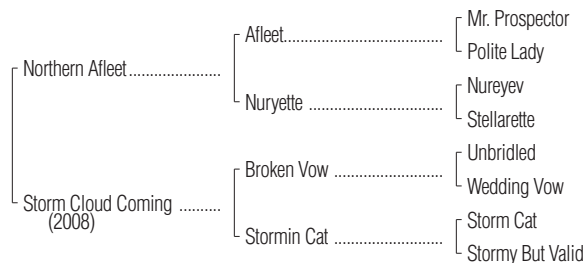 Mr. Prospector
Afleet
Polite Lady
Northern Afleet
Nureyev
Nuryette
Stellarette
Unbridled
Broken Vow
Wedding Vow
Storm Cloud Coming
(2008)
Storm Cat
Stormin Cat
Stormy But Valid